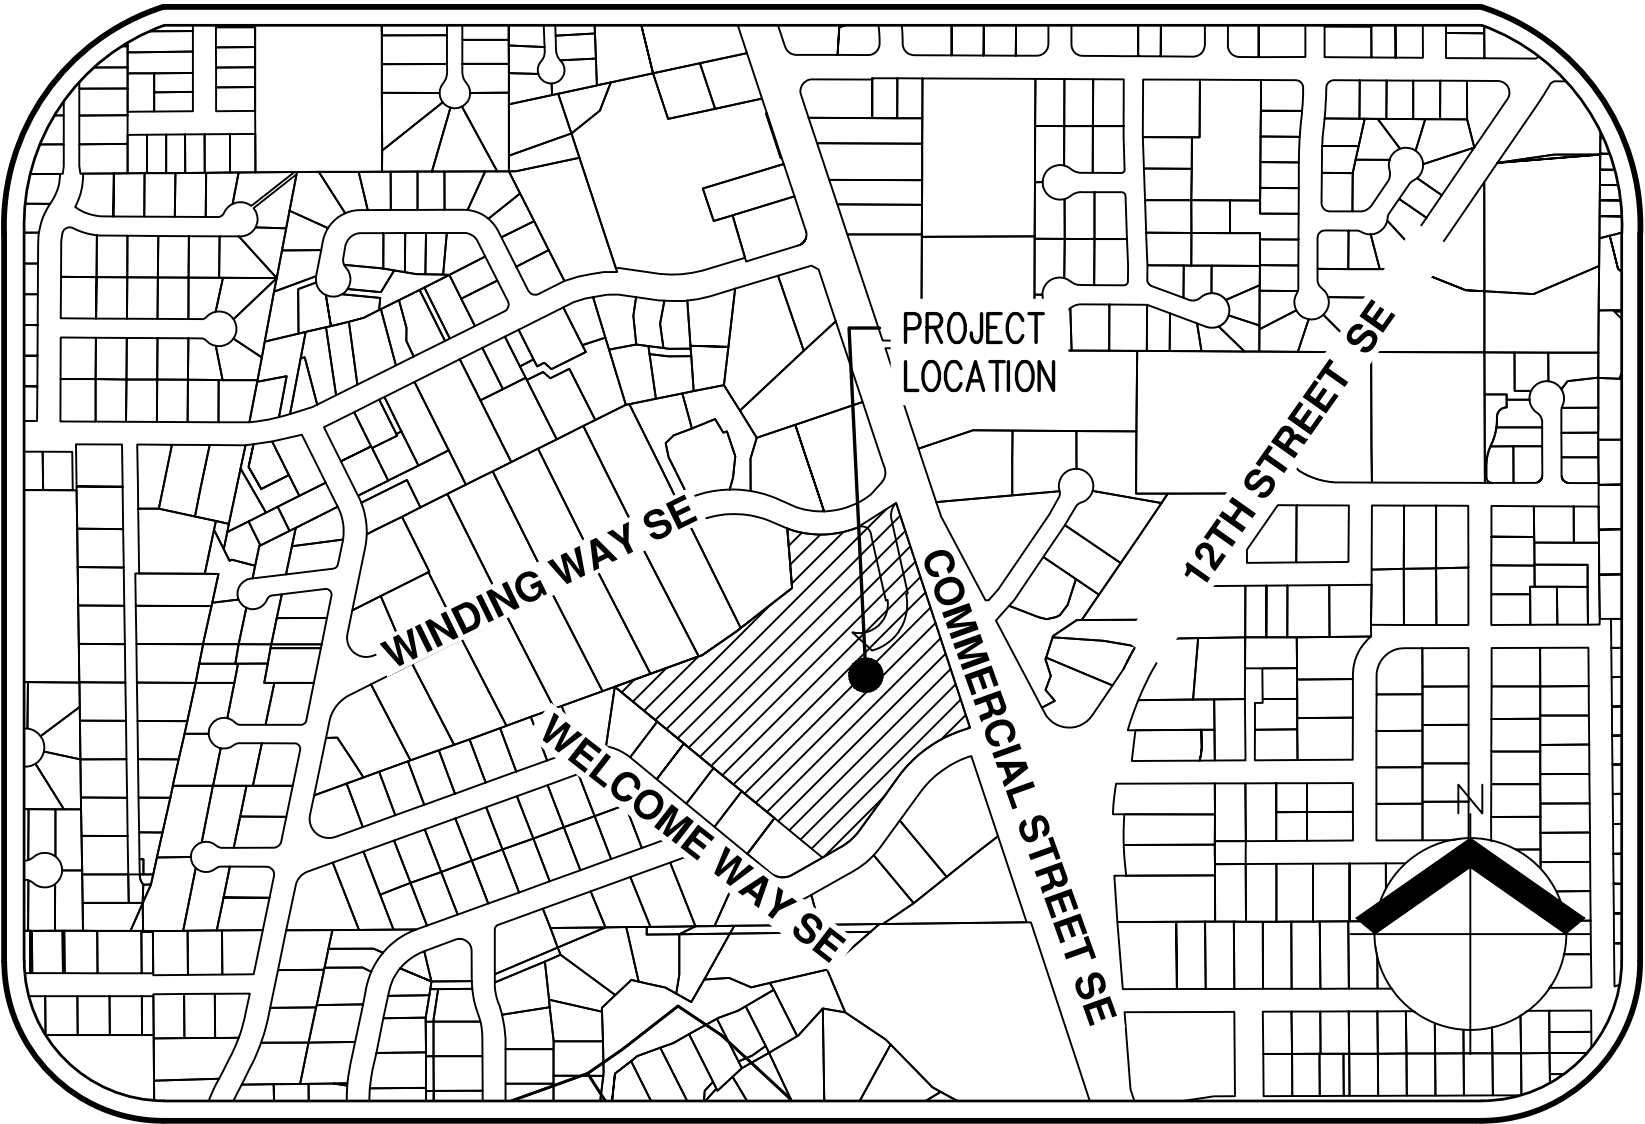 PROJECT
LOCATION
12TH STREET SE
WINDING WAY SE
COMMERCIAL STREET SE
WELCOME WAY SE
N